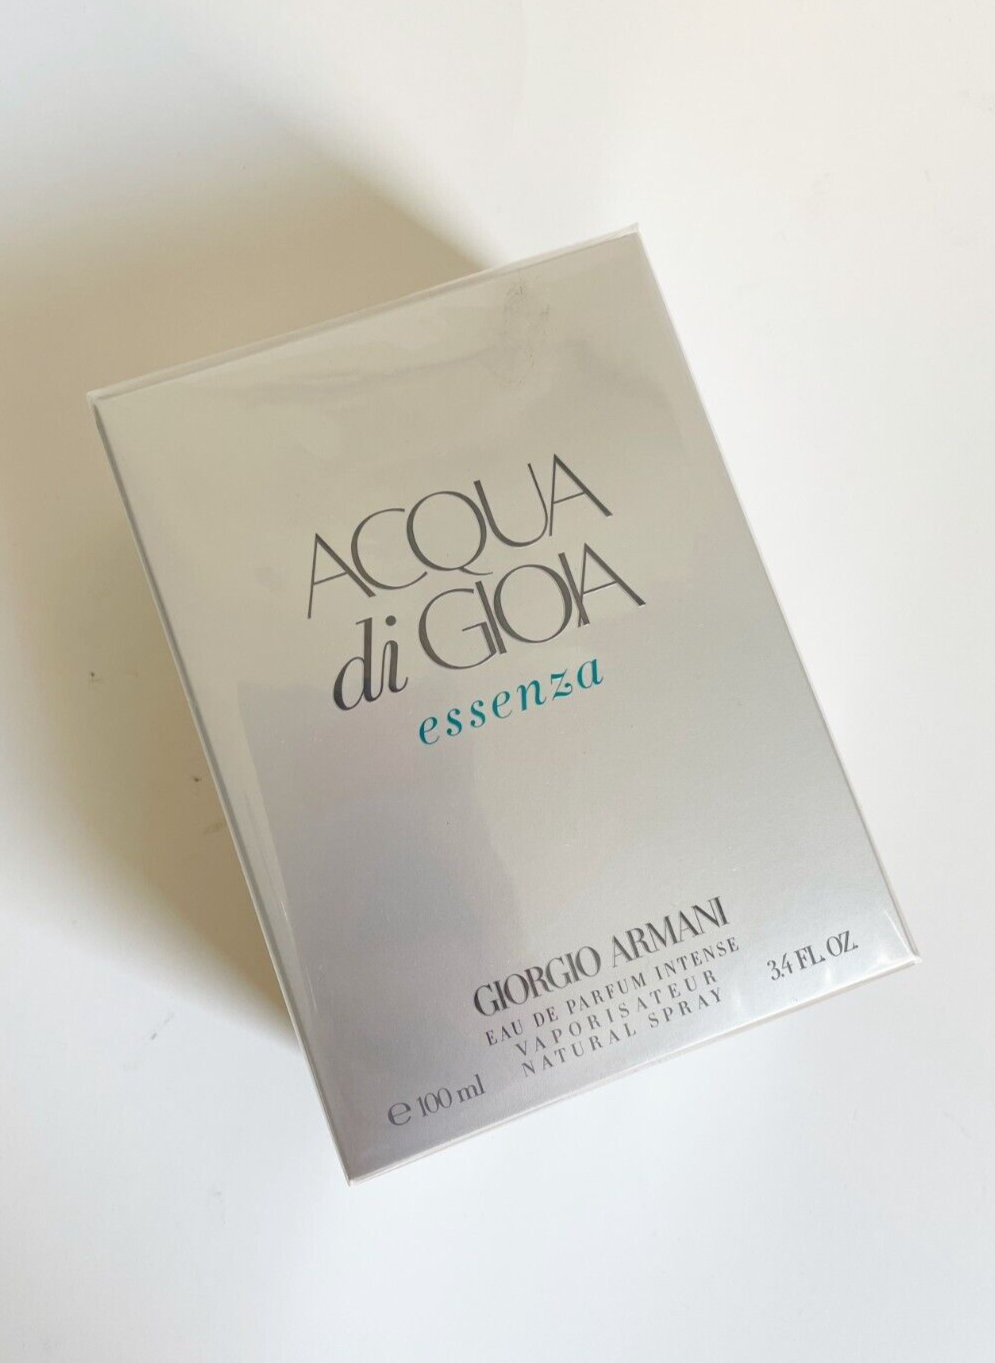 ACQUA
di GIOIA
essenza
GIORGIO ARMANI
EAU DE PARFUM INTENSE
VAPORISATEUR
NATURAL SPRAY
℮ 100 ml
3.4 FL. OZ.